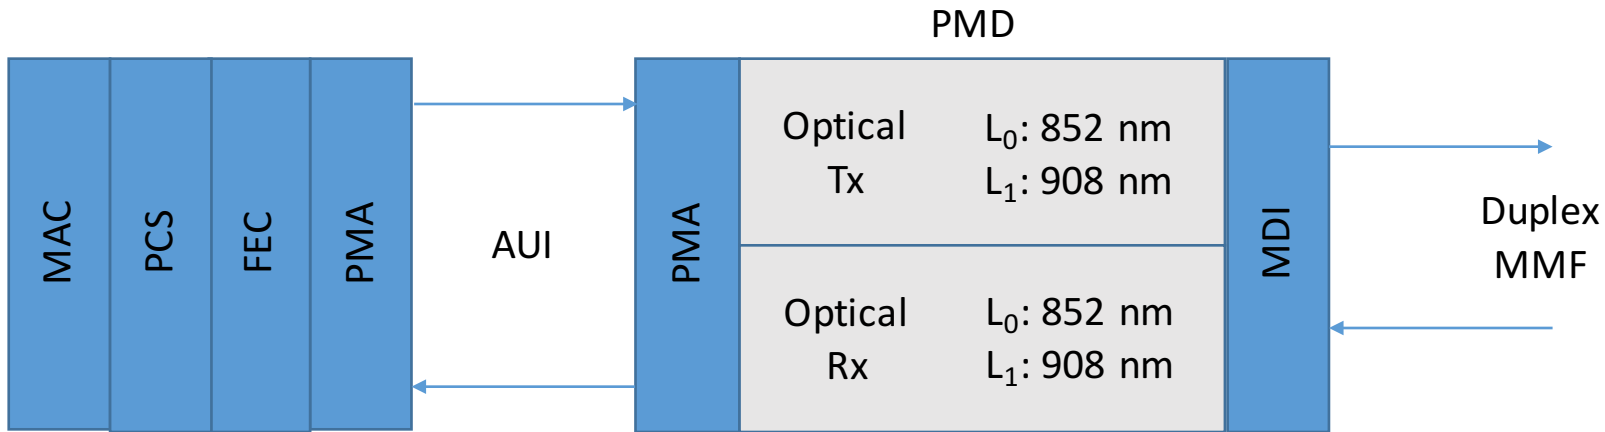 PMD
MAC
PCS
FEC
PMA
AUI
PMA
Optical
Tx
L₀: 852 nm
L₁: 908 nm
Optical
Rx
L₀: 852 nm
L₁: 908 nm
MDI
Duplex
MMF